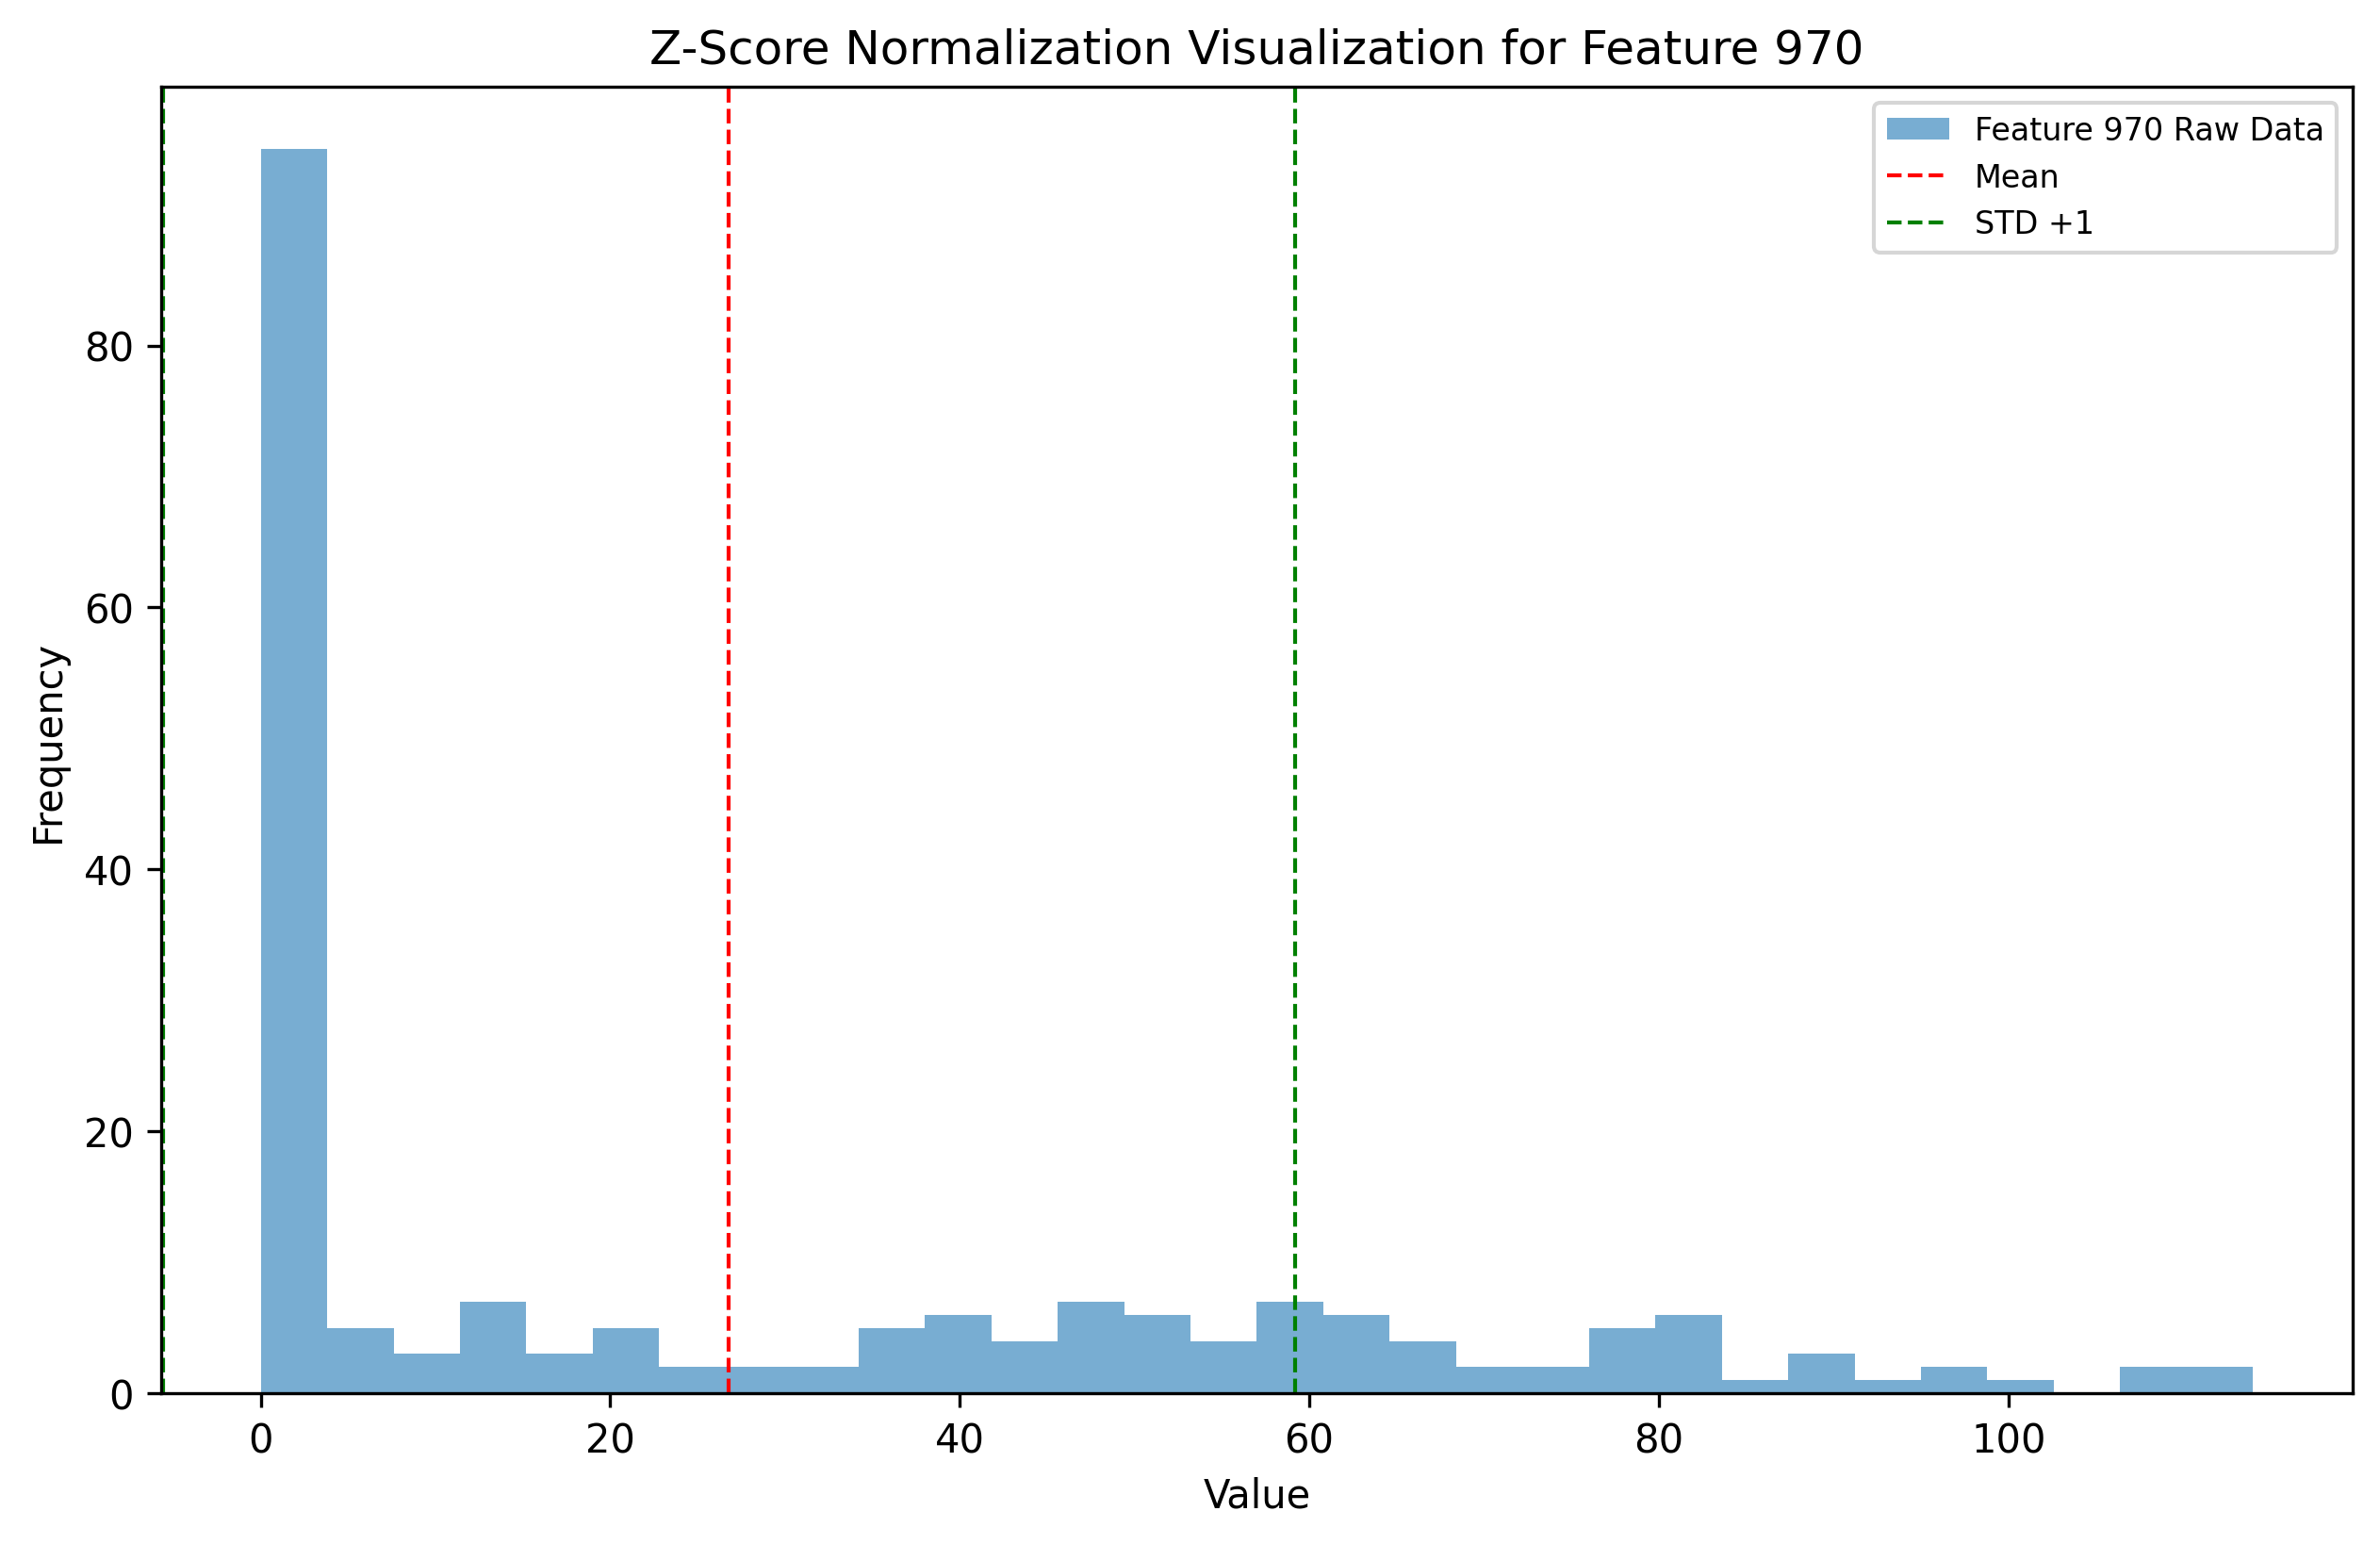 Z-Score Normalization Visualization for Feature 970
Feature 970 Raw Data
Mean
STD +1
Frequency
80
60
40
20
0
0 20 40 60 80 100
Value